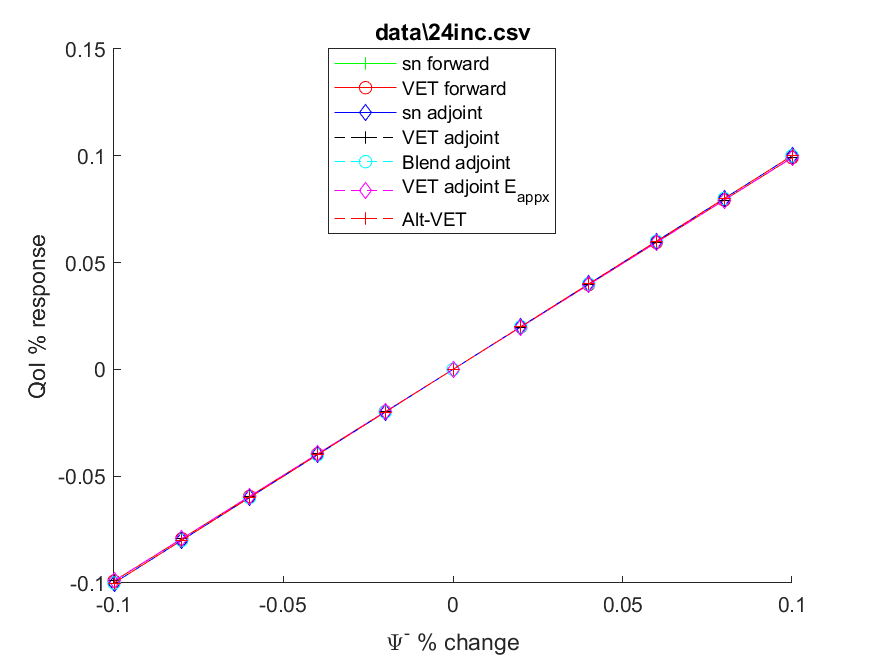 data\24inc.csv
0.15
sn forward
VET forward
sn adjoint
VET adjoint
Blend adjoint
VET adjoint E_appx
Alt-VET
0.1
0.05
0
-0.05
-0.1
QoI % response
-0.1 -0.05 0 0.05 0.1
Ψ⁻ % change